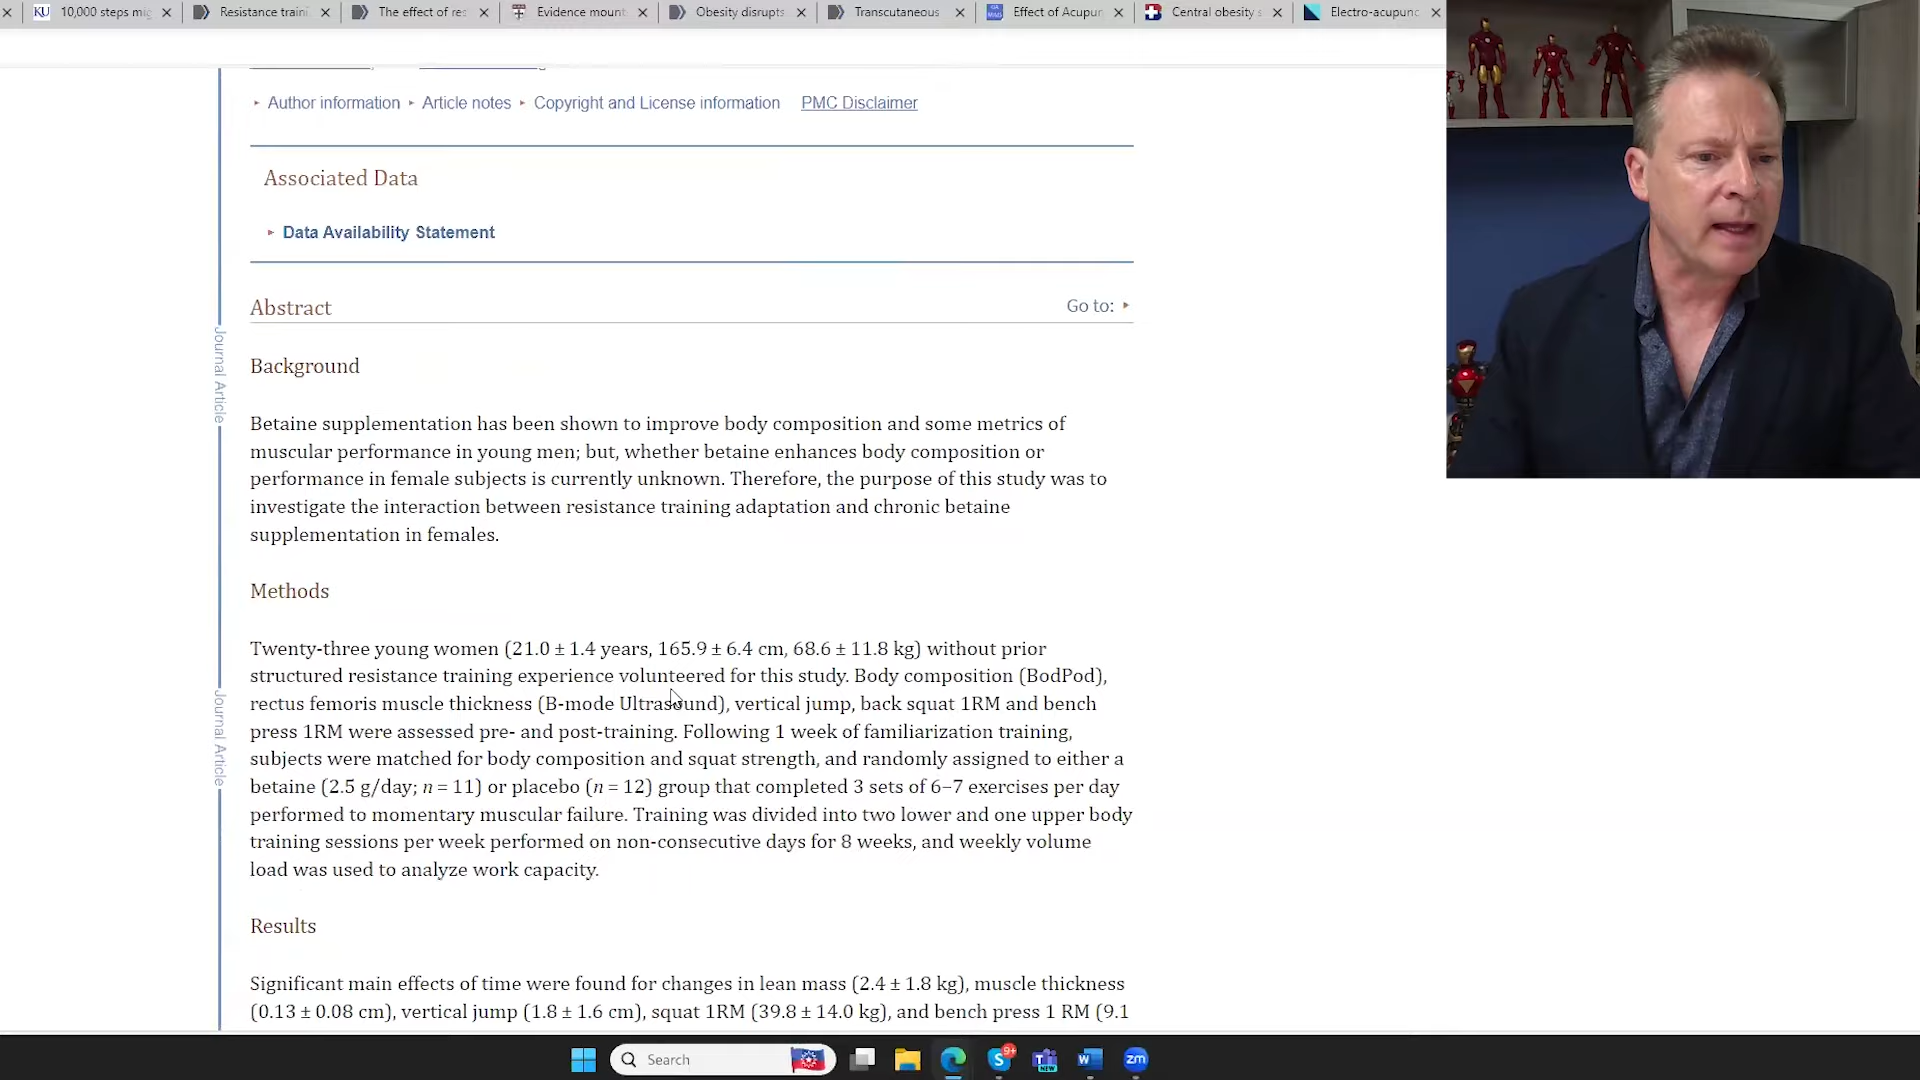 10,000 steps mig
Resistance traini
The effect of res
Evidence mount
Obesity disrupts
Transcutaneous
Effect of Acupun
Central obesity s
Electro-acupunc
Author information Article notes Copyright and License information PMC Disclaimer
Associated Data
Data Availability Statement
Abstract
Go to:
Background
Betaine supplementation has been shown to improve body composition and some metrics of
muscular performance in young men; but, whether betaine enhances body composition or
performance in female subjects is currently unknown. Therefore, the purpose of this study was to
investigate the interaction between resistance training adaptation and chronic betaine
supplementation in females.
Methods
Twenty-three young women (21.0 ± 1.4 years, 165.9 ± 6.4 cm, 68.6 ± 11.8 kg) without prior
structured resistance training experience volunteered for this study. Body composition (BodPod),
rectus femoris muscle thickness (B-mode Ultrasound), vertical jump, back squat 1RM and bench
press 1RM were assessed pre- and post-training. Following 1 week of familiarization training,
subjects were matched for body composition and squat strength, and randomly assigned to either a
betaine (2.5 g/day; n = 11) or placebo (n = 12) group that completed 3 sets of 6–7 exercises per day
performed to momentary muscular failure. Training was divided into two lower and one upper body
training sessions per week performed on non-consecutive days for 8 weeks, and weekly volume
load was used to analyze work capacity.
Results
Significant main effects of time were found for changes in lean mass (2.4 ± 1.8 kg), muscle thickness
(0.13 ± 0.08 cm), vertical jump (1.8 ± 1.6 cm), squat 1RM (39.8 ± 14.0 kg), and bench press 1 RM (9.1
Journal Article
Journal Article
KU
Search
9+
NEW
zm